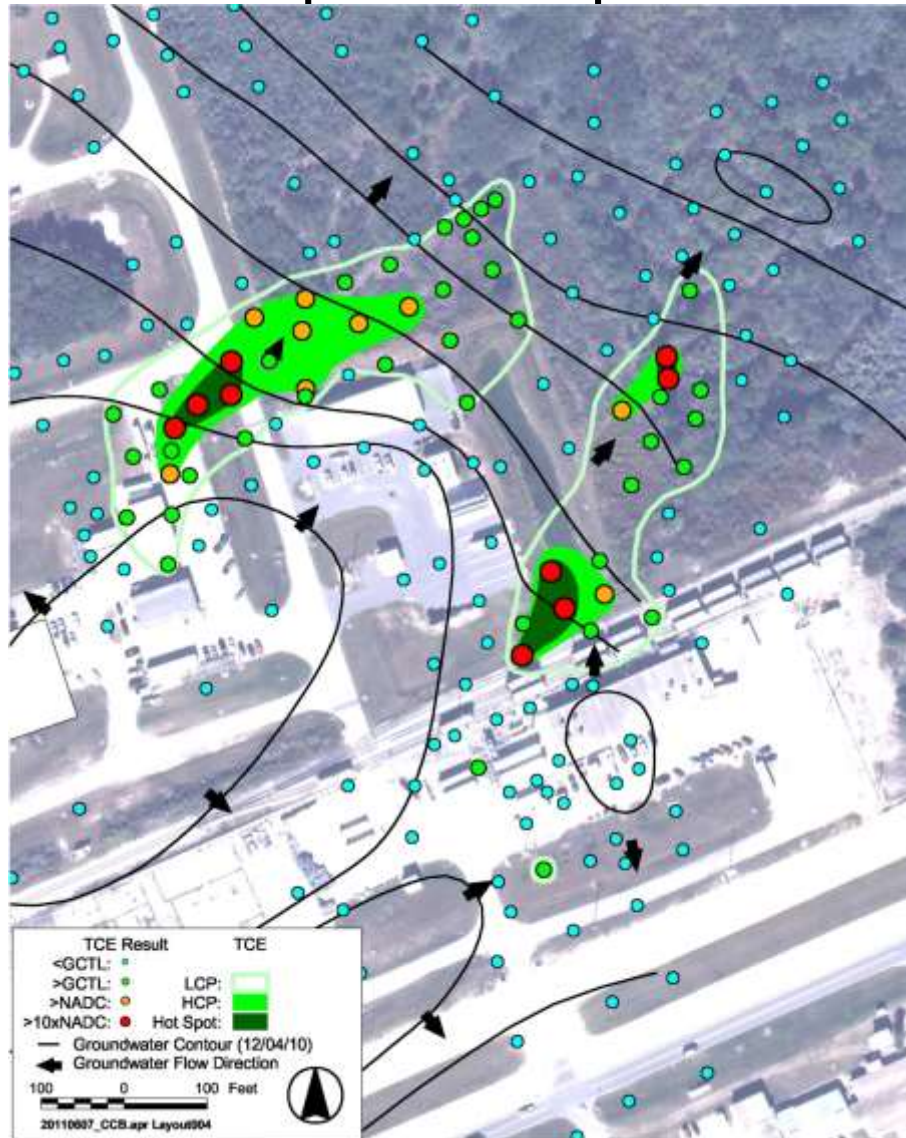 TCE Result TCE
<GCTL:
>GCTL: LCP:
>NADC: HCP:
>10xNADC: Hot Spot:
Groundwater Contour (12/04/10)
Groundwater Flow Direction
100 0 100 Feet
20110607_CCB.apr Layout004